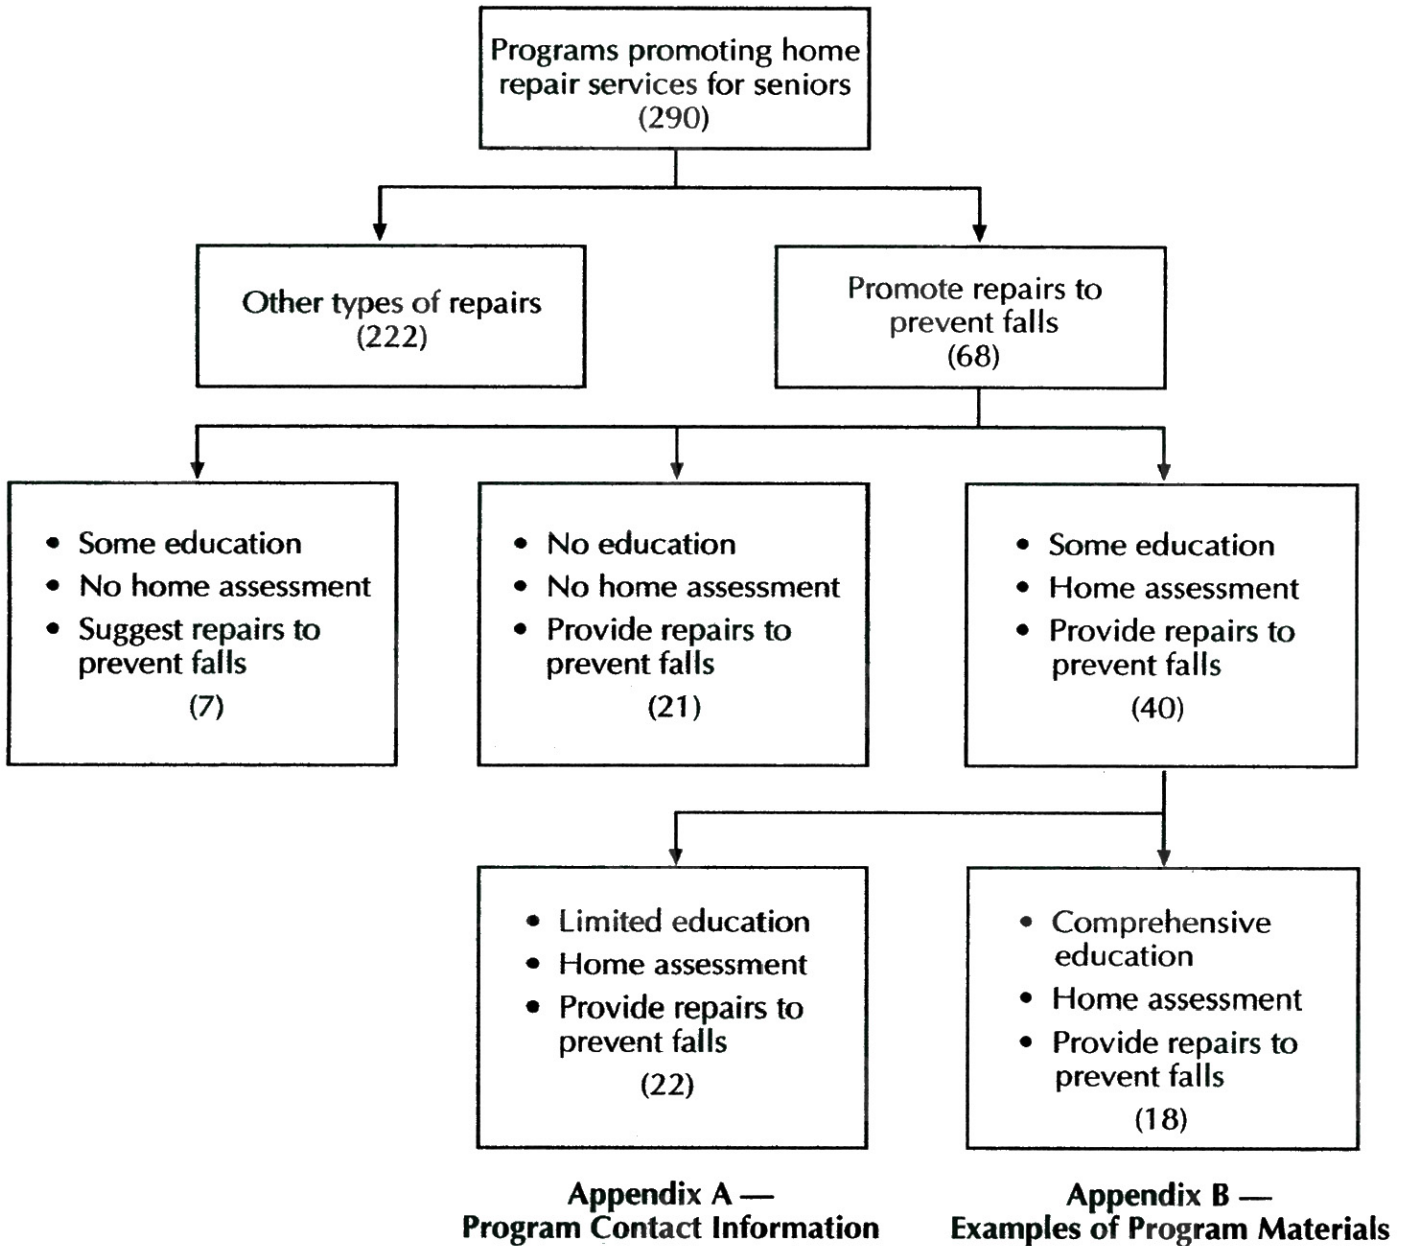 Programs promoting home
repair services for seniors
(290)
Other types of repairs
(222)
Promote repairs to
prevent falls
(68)
• Some education
• No home assessment
• Suggest repairs to
prevent falls
(7)
• No education
• No home assessment
• Provide repairs to
prevent falls
(21)
• Some education
• Home assessment
• Provide repairs to
prevent falls
(40)
• Limited education
• Home assessment
• Provide repairs to
prevent falls
(22)
• Comprehensive
education
• Home assessment
• Provide repairs to
prevent falls
(18)
Appendix A —
Program Contact Information
Appendix B —
Examples of Program Materials